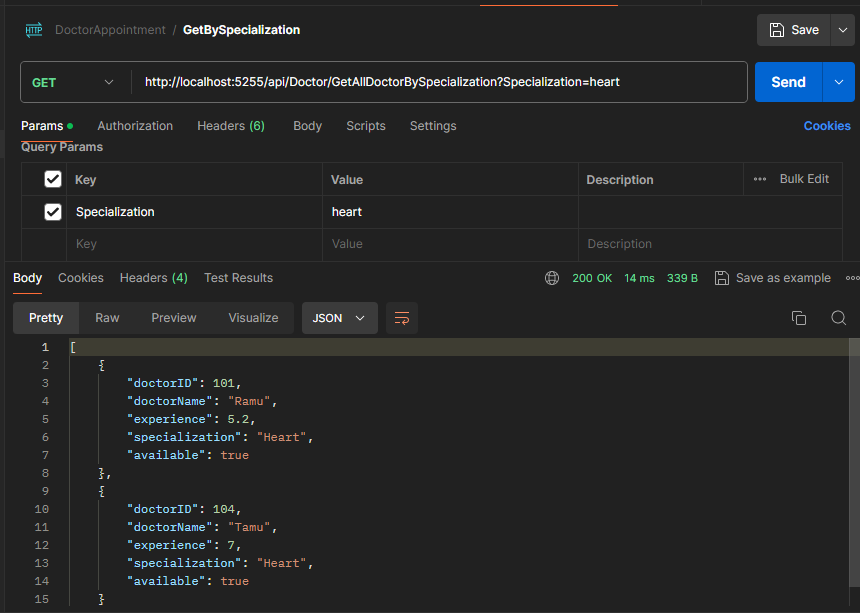 HTTP DoctorAppointment / GetBySpecialization Save
GET http://localhost:5255/api/Doctor/GetAllDoctorBySpecialization?Specialization=heart Send
Params Authorization Headers (6) Body Scripts Settings Cookies
Query Params
Key Value Description Bulk Edit
Specialization heart
Key Value Description
Body Cookies Headers (4) Test Results 200 OK 14 ms 339 B Save as example
Pretty Raw Preview Visualize JSON
1 [
2 {
3 "doctorID": 101,
4 "doctorName": "Ramu",
5 "experience": 5.2,
6 "specialization": "Heart",
7 "available": true
8 },
9 {
10 "doctorID": 104,
11 "doctorName": "Tamu",
12 "experience": 7,
13 "specialization": "Heart",
14 "available": true
15 }